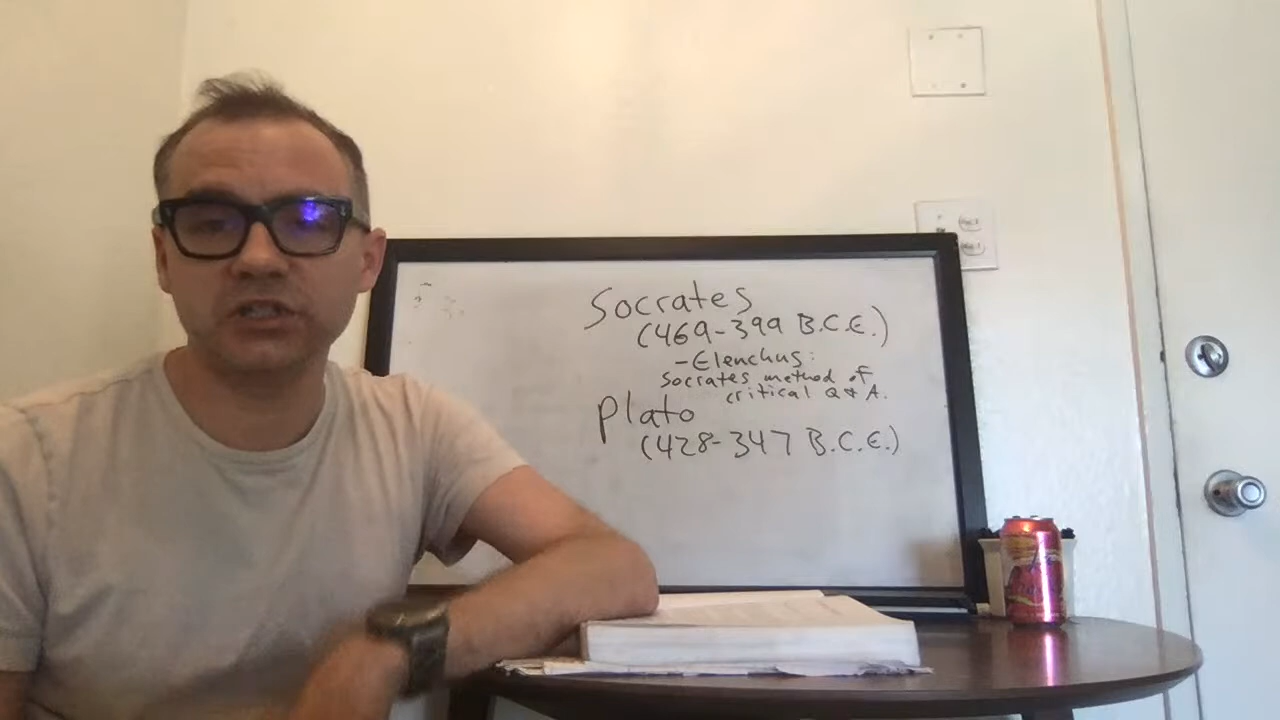 Socrates
(469-399 B.C.E.)
-Elenchus:
Socrates method of
critical Q & A.
Plato
(428-347 B.C.E.)